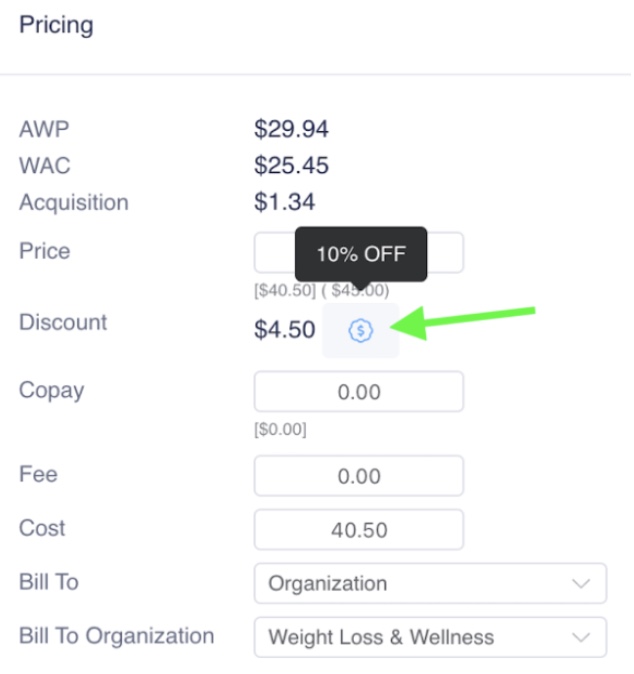 Pricing
AWP $29.94
WAC $25.45
Acquisition $1.34
Price
10% OFF
[$40.50] ( $45.00)
Discount $4.50 $
Copay 0.00
[$0.00]
Fee 0.00
Cost 40.50
Bill To Organization
Bill To Organization Weight Loss & Wellness